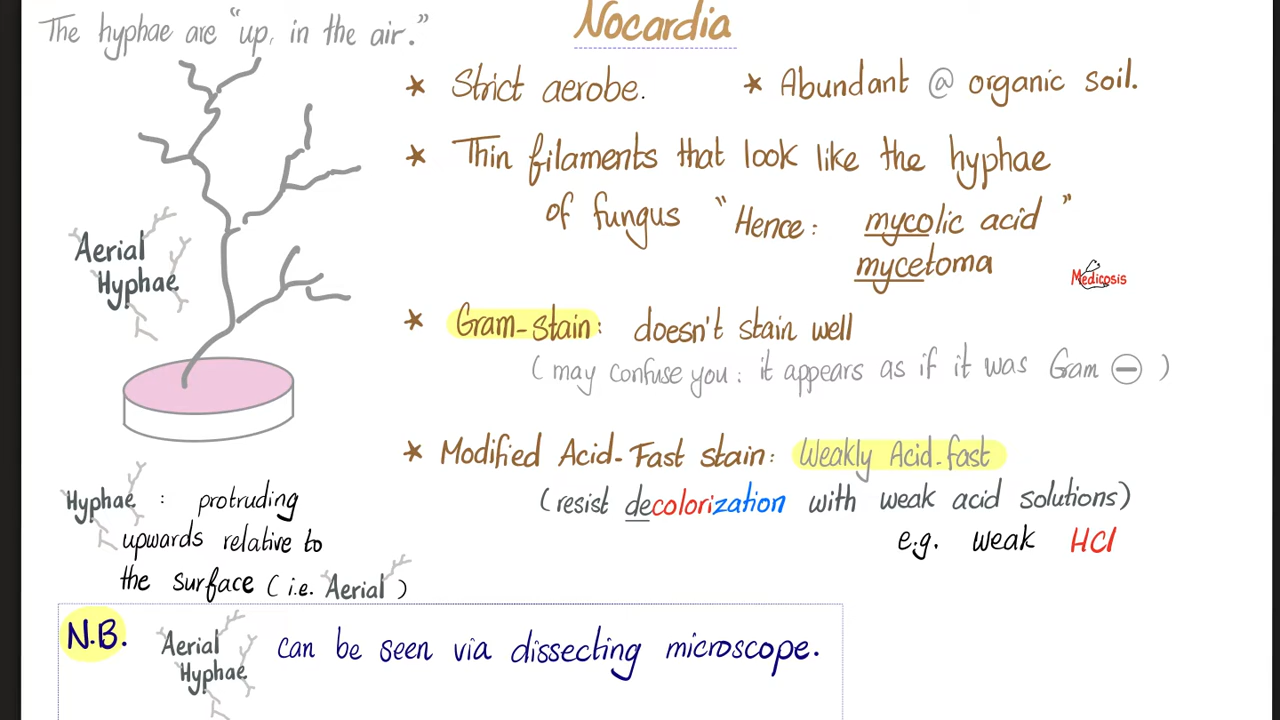 The hyphae are "up, in the air."
Nocardia
★ Strict aerobe. ★ Abundant @ organic soil.
★ Thin filaments that look like the hyphae
of fungus "Hence: mycolic acid"
mycetoma
Aerial
Hyphae
Medicosis
★ Gram-stain: doesn't stain well
(may confuse you: it appears as if it was Gram ⊖)
★ Modified Acid-Fast stain: Weakly Acid-fast
(resist decolorization with weak acid solutions)
e.g. weak HCl
Hyphae : protruding
upwards relative to
the surface (i.e. Aerial)
N.B. Aerial Hyphae can be seen via dissecting microscope.